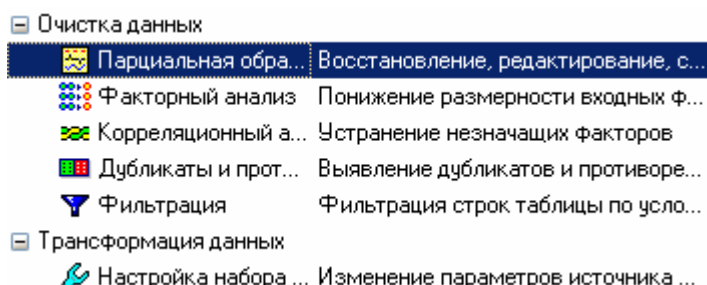 Очистка данных
Парциальная обра... Восстановление, редактирование, с...
Факторный анализ Понижение размерности входных ф...
Корреляционный а... Устранение незначащих факторов
Дубликаты и прот... Выявление дубликатов и противоре...
Фильтрация Фильтрация строк таблицы по усло...
Трансформация данных
Настройка набора ... Изменение параметров источника ...